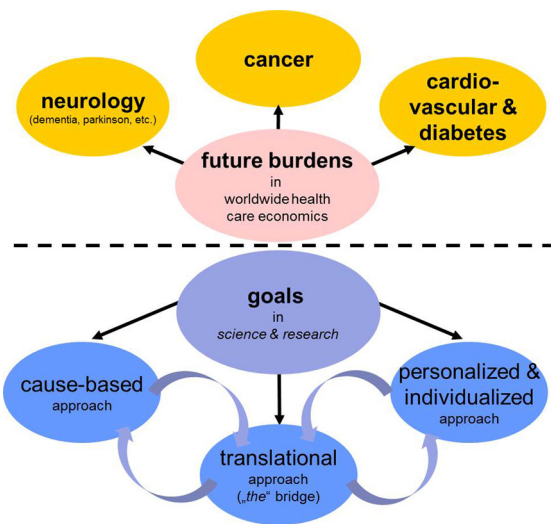 cancer
neurology
(dementia, parkinson, etc.)
cardio-
vascular &
diabetes
future burdens
in
worldwide health
care economics
goals
in
science & research
cause-based
approach
personalized &
individualized
approach
translational
approach
(„the“ bridge)